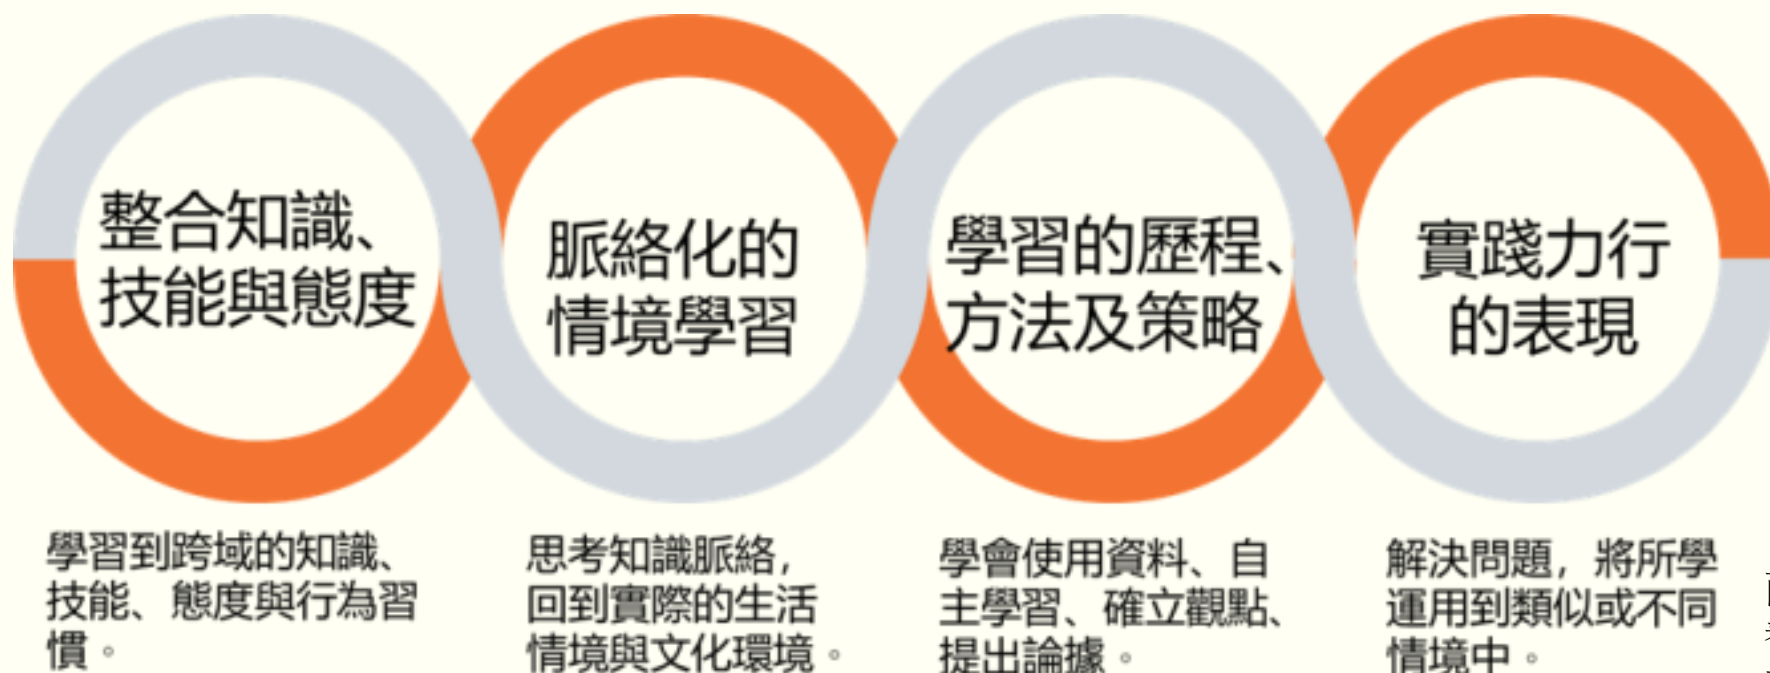 整合知識、
技能與態度
脈絡化的
情境學習
學習的歷程、
方法及策略
實踐力行
的表現
學習到跨域的知識、
技能、態度與行為習
慣。
思考知識脈絡，
回到實際的生活
情境與文化環境。
學會使用資料、自
主學習、確立觀點、
提出論據。
解決問題，將所學
運用到類似或不同
情境中。